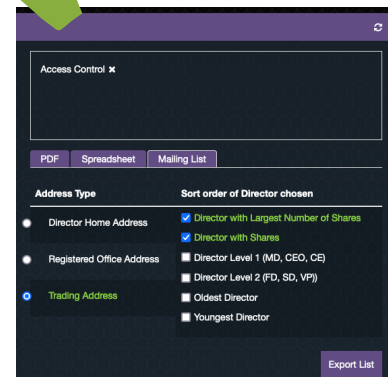 Access Control ×
PDF Spreadsheet Mailing List
Address Type Sort order of Director chosen
Director Home Address
Registered Office Address
Trading Address
Director with Largest Number of Shares
Director with Shares
Director Level 1 (MD, CEO, CE)
Director Level 2 (FD, SD, VP))
Oldest Director
Youngest Director
Export List